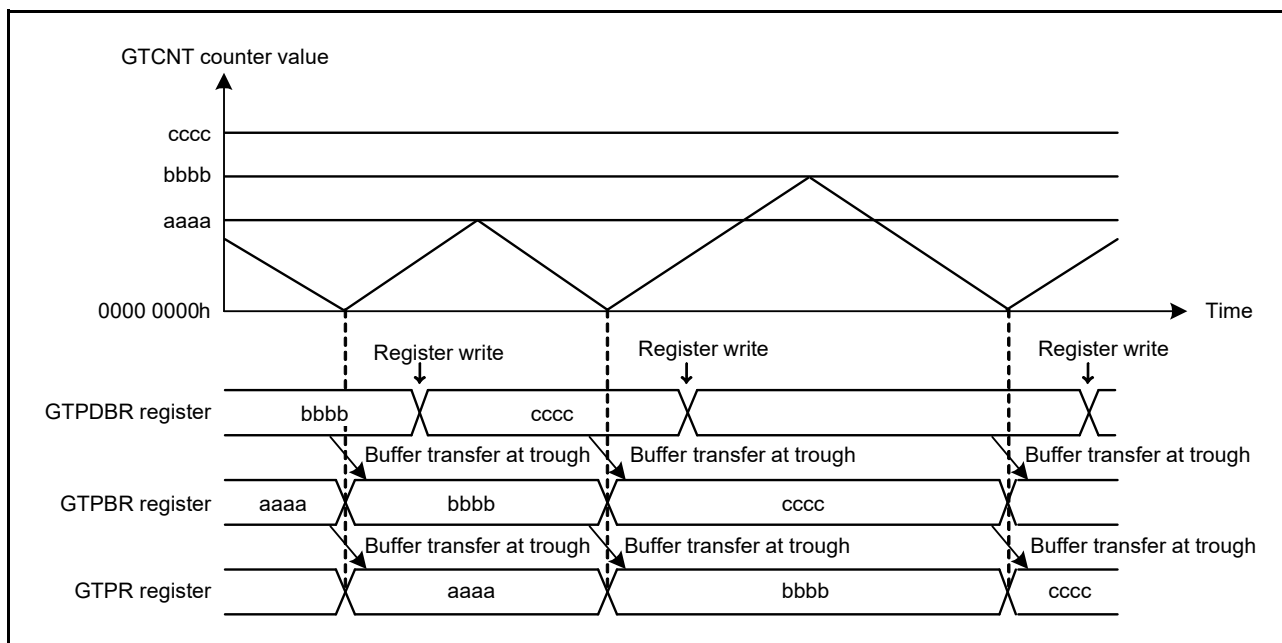 GTCNT counter value
cccc
bbbb
aaaa
0000 0000h
Time
Register write
Register write
Register write
GTPDBR register
bbbb
cccc
Buffer transfer at trough
Buffer transfer at trough
Buffer transfer at trough
GTPBR register
aaaa
bbbb
cccc
Buffer transfer at trough
Buffer transfer at trough
Buffer transfer at trough
GTPR register
aaaa
bbbb
cccc